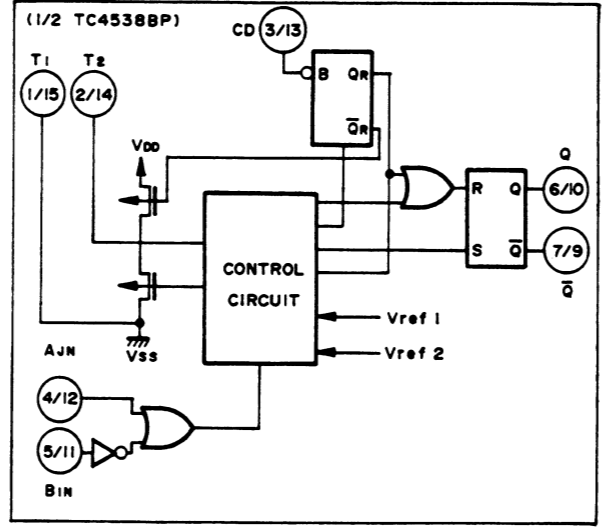 (1/2 TC4538BP)
CD 3/13
T1 T2
1/15 2/14
B QR
Q̅R
VDD
R Q
S Q̅
Q
6/10
7/9
Q̅
CONTROL
CIRCUIT
Vref 1
Vref 2
VSS
AJN
4/12
5/11
BIN